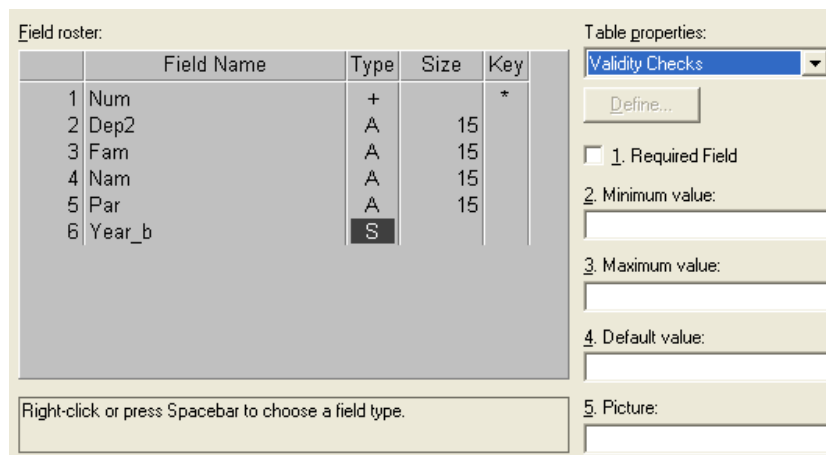 Field roster:
Field Name Type Size Key
1 Num + *
2 Dep2 A 15
3 Fam A 15
4 Nam A 15
5 Par A 15
6 Year_b S
Right-click or press Spacebar to choose a field type.
Table properties:
Validity Checks
Define...
1. Required Field
2. Minimum value:
3. Maximum value:
4. Default value:
5. Picture: